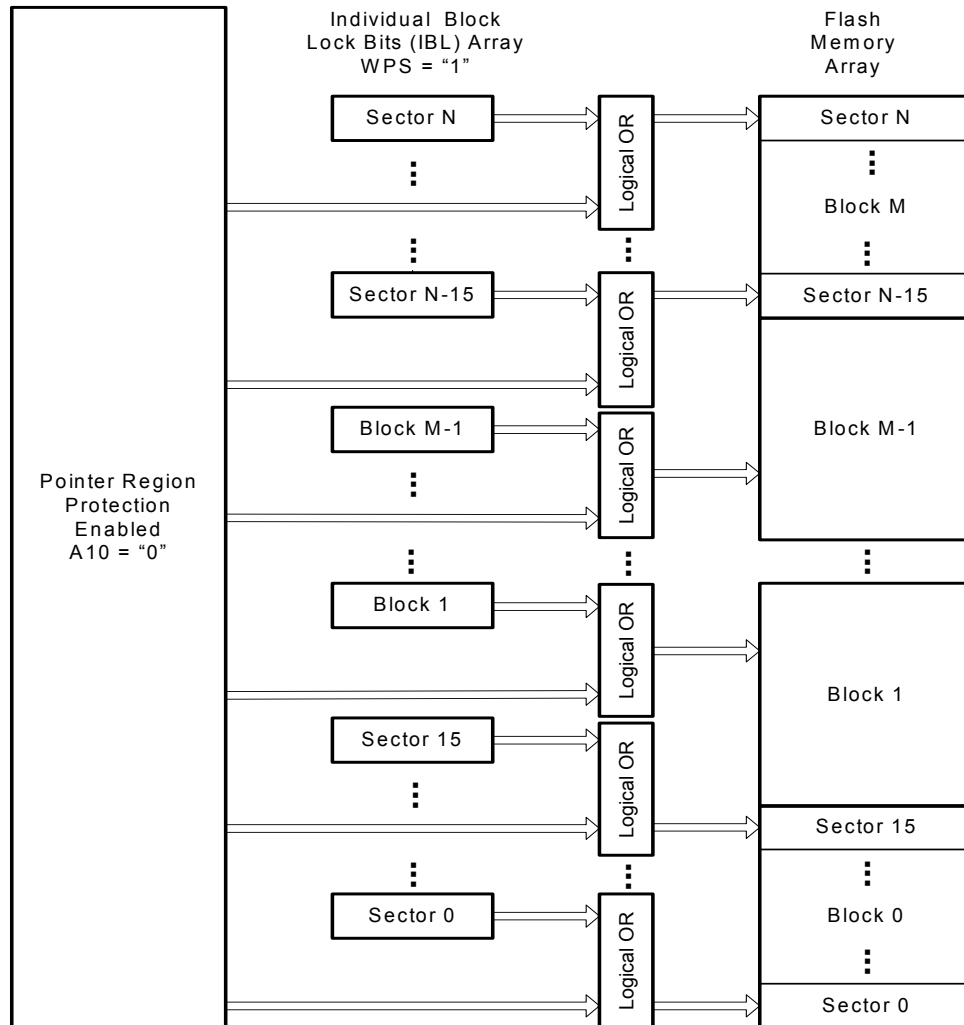 Individual Block
Lock Bits (IBL) Array
WPS = “1”
Flash
Memory
Array
Sector N
Logical OR
Sector N
Block M
Sector N-15
Logical OR
Sector N-15
Block M-1
Logical OR
Block M-1
Pointer Region
Protection
Enabled
A10 = “0”
Block 1
Logical OR
Block 1
Sector 15
Logical OR
Sector 15
Sector 0
Logical OR
Block 0
Sector 0